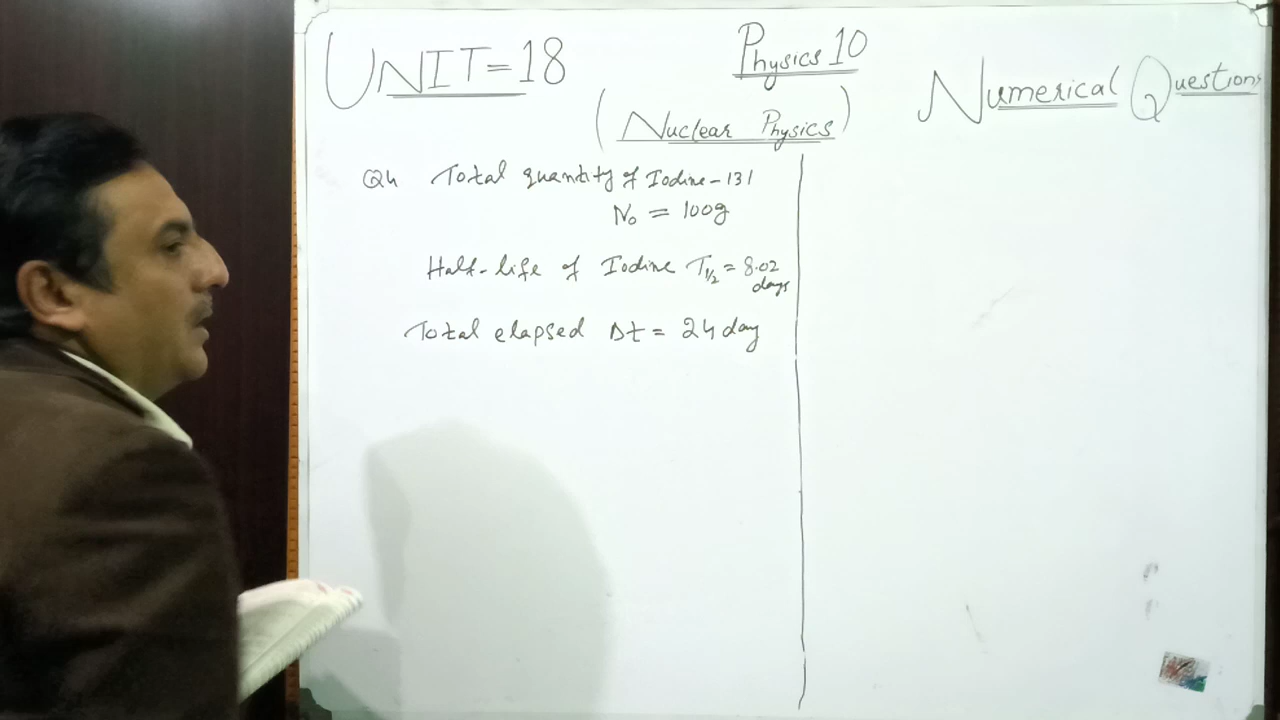 UNIT=18
Physics 10
Numerical Questions
(Nuclear Physics)
Q4 Total quantity of Iodine-131
N₀ = 100g
Half-life of Iodine T½ = 8.02 days
Total elapsed Δt = 24 day